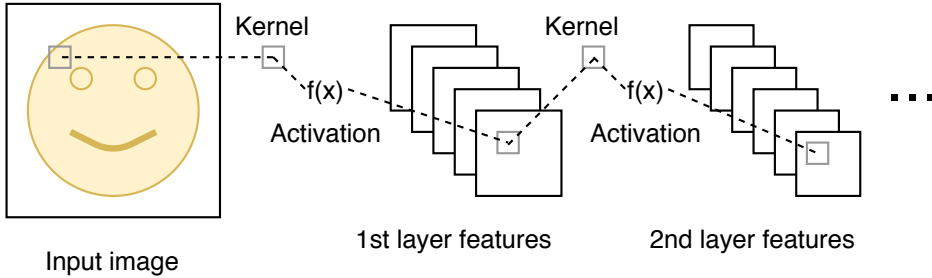 Kernel
Kernel
f(x)
f(x)
Activation
Activation
1st layer features
2nd layer features
Input image